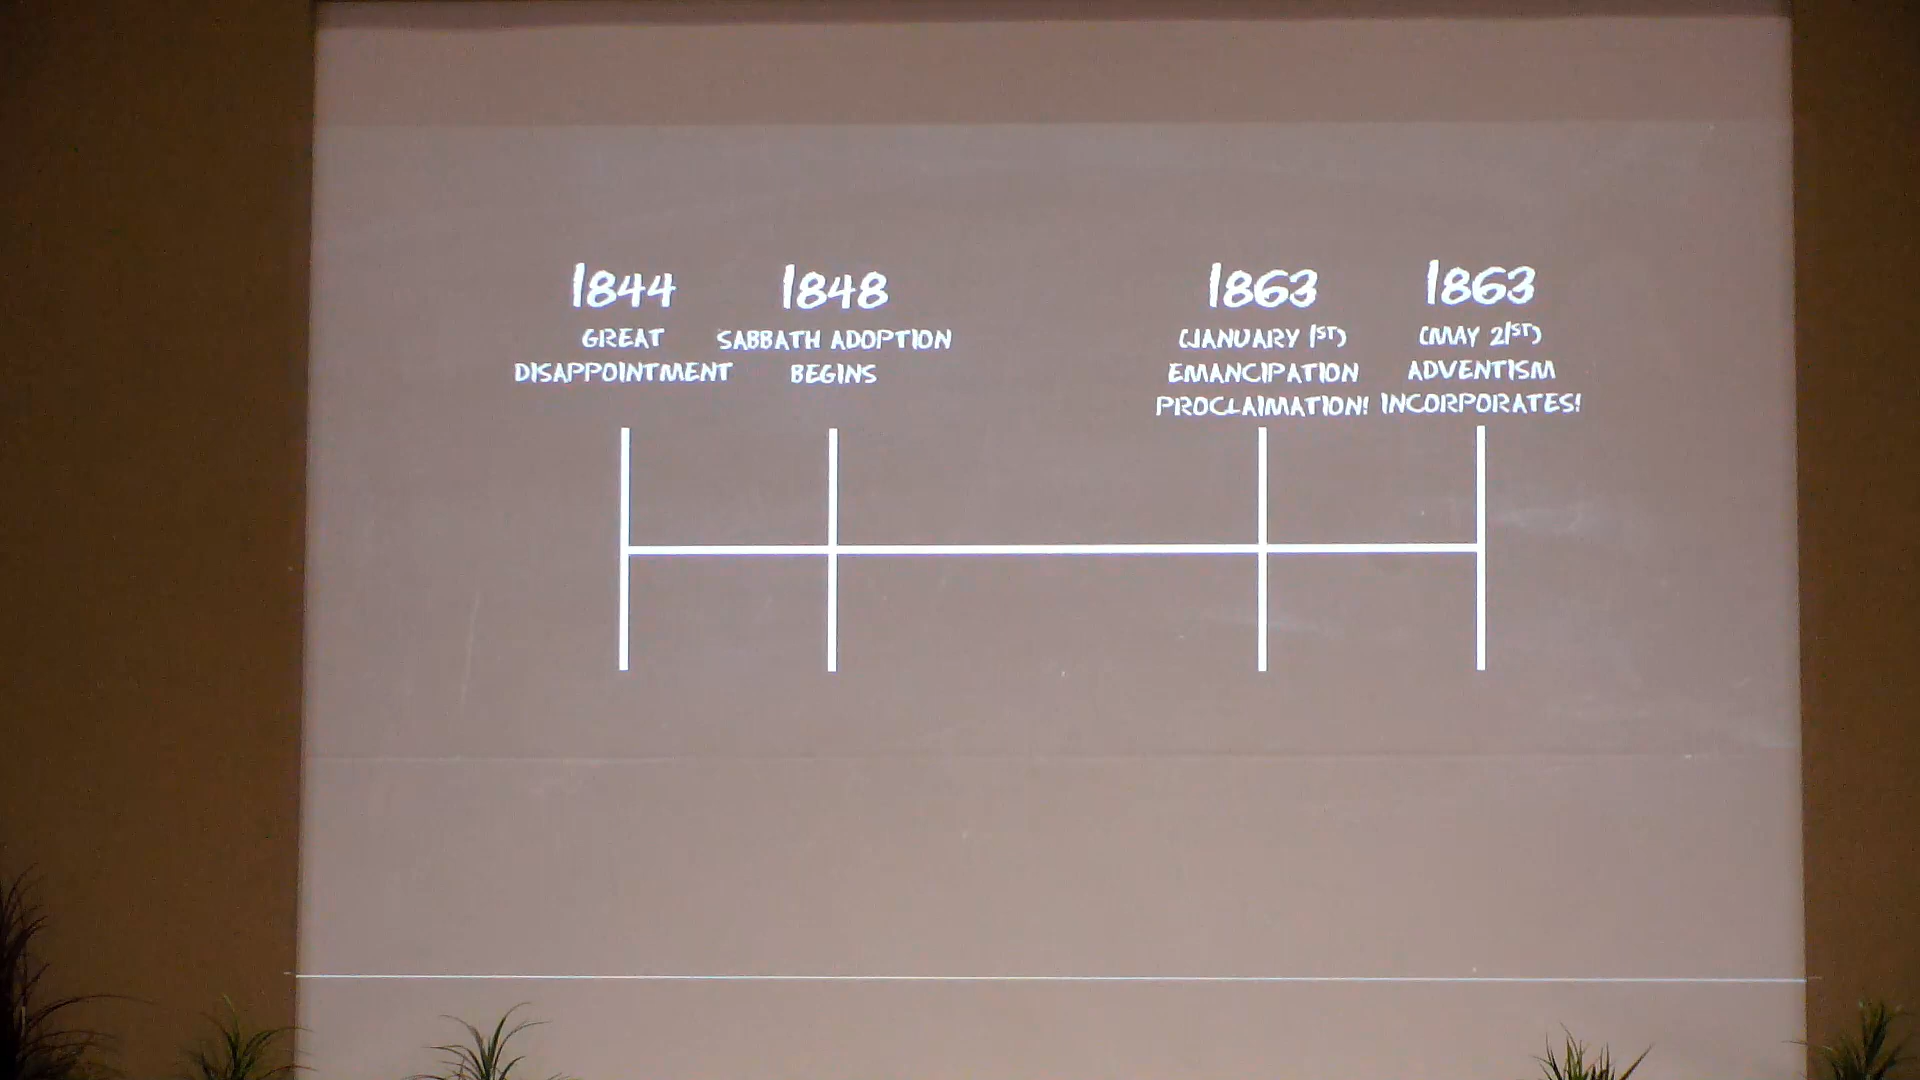 1844
GREAT
DISAPPOINTMENT
1848
SABBATH ADOPTION
BEGINS
1863
(JANUARY 1ST)
EMANCIPATION
PROCLAIMATION!
1863
(MAY 21ST)
ADVENTISM
INCORPORATES!